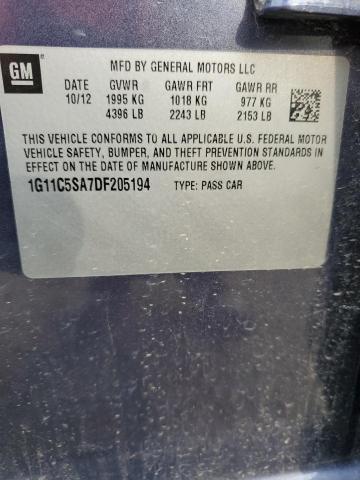 GM
MFD BY GENERAL MOTORS LLC
DATE GVWR GAWR FRT GAWR RR
10/12 1995 KG 1018 KG 977 KG
4396 LB 2243 LB 2153 LB
THIS VEHICLE CONFORMS TO ALL APPLICABLE U.S. FEDERAL MOTOR
VEHICLE SAFETY, BUMPER, AND THEFT PREVENTION STANDARDS IN
EFFECT ON THE DATE OF MANUFACTURE SHOWN ABOVE.
1G11C5SA7DF205194 TYPE: PASS CAR